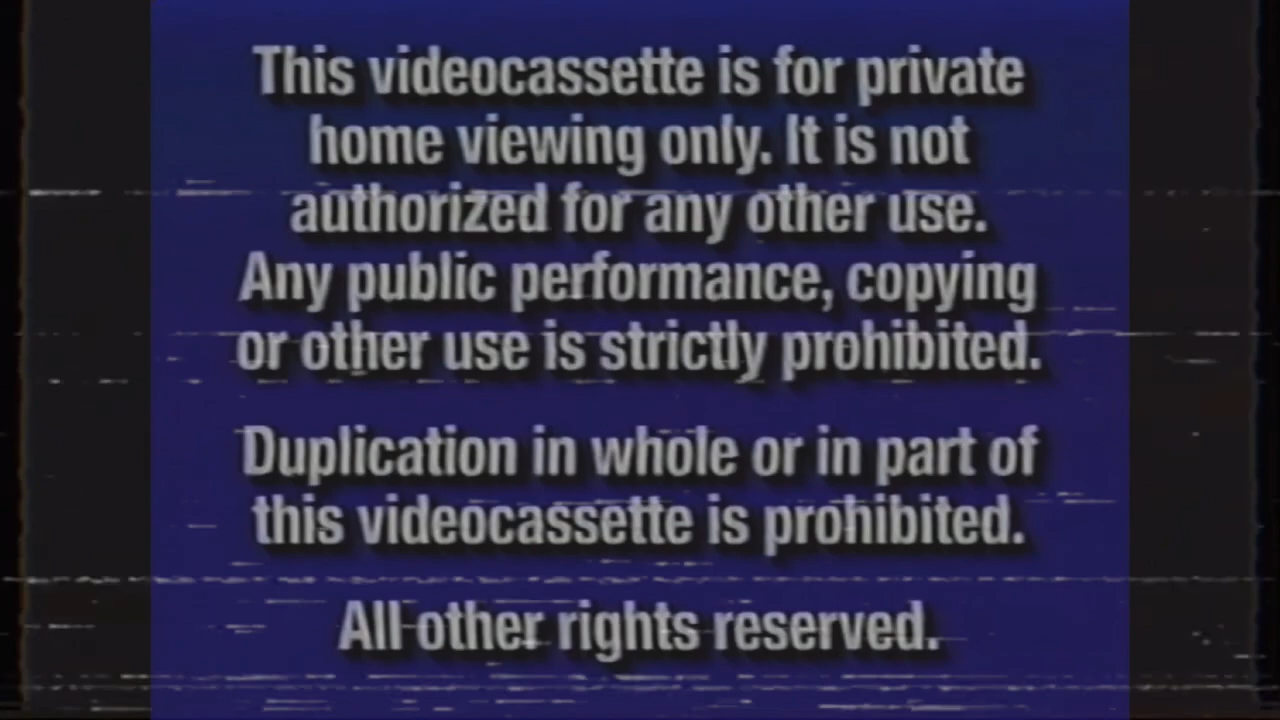 This videocassette is for private
home viewing only. It is not
authorized for any other use.
Any public performance, copying
or other use is strictly prohibited.
Duplication in whole or in part of
this videocassette is prohibited.
All other rights reserved.